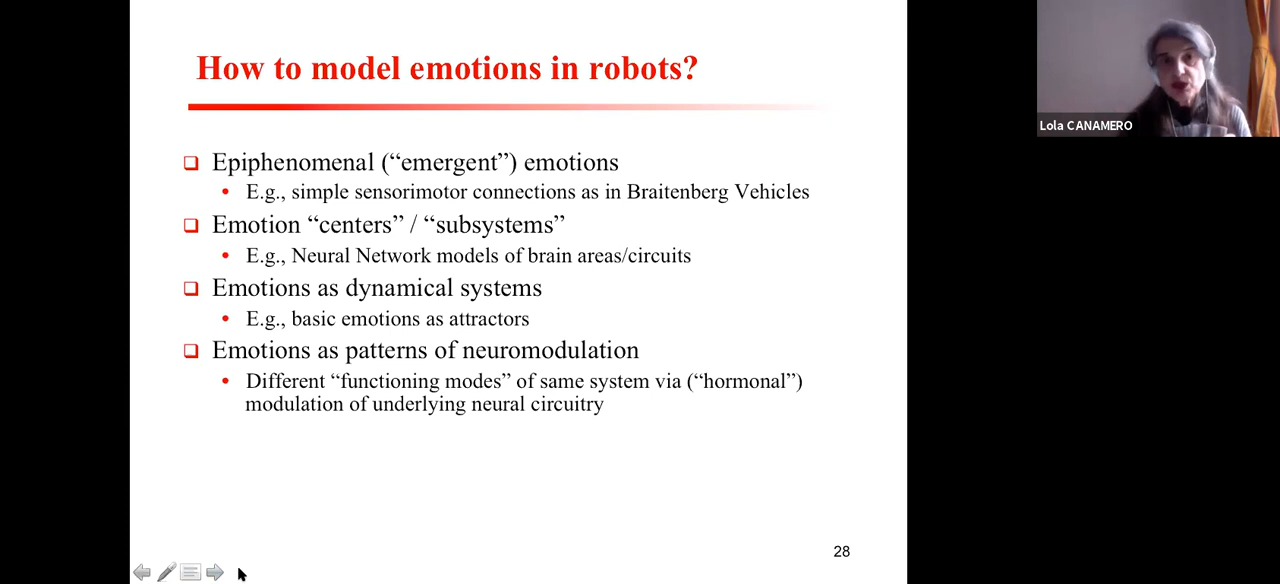 How to model emotions in robots?
Epiphenomenal (“emergent”) emotions
E.g., simple sensorimotor connections as in Braitenberg Vehicles
Emotion “centers” / “subsystems”
E.g., Neural Network models of brain areas/circuits
Emotions as dynamical systems
E.g., basic emotions as attractors
Emotions as patterns of neuromodulation
Different “functioning modes” of same system via (“hormonal”)
modulation of underlying neural circuitry
28
Lola CANAMERO